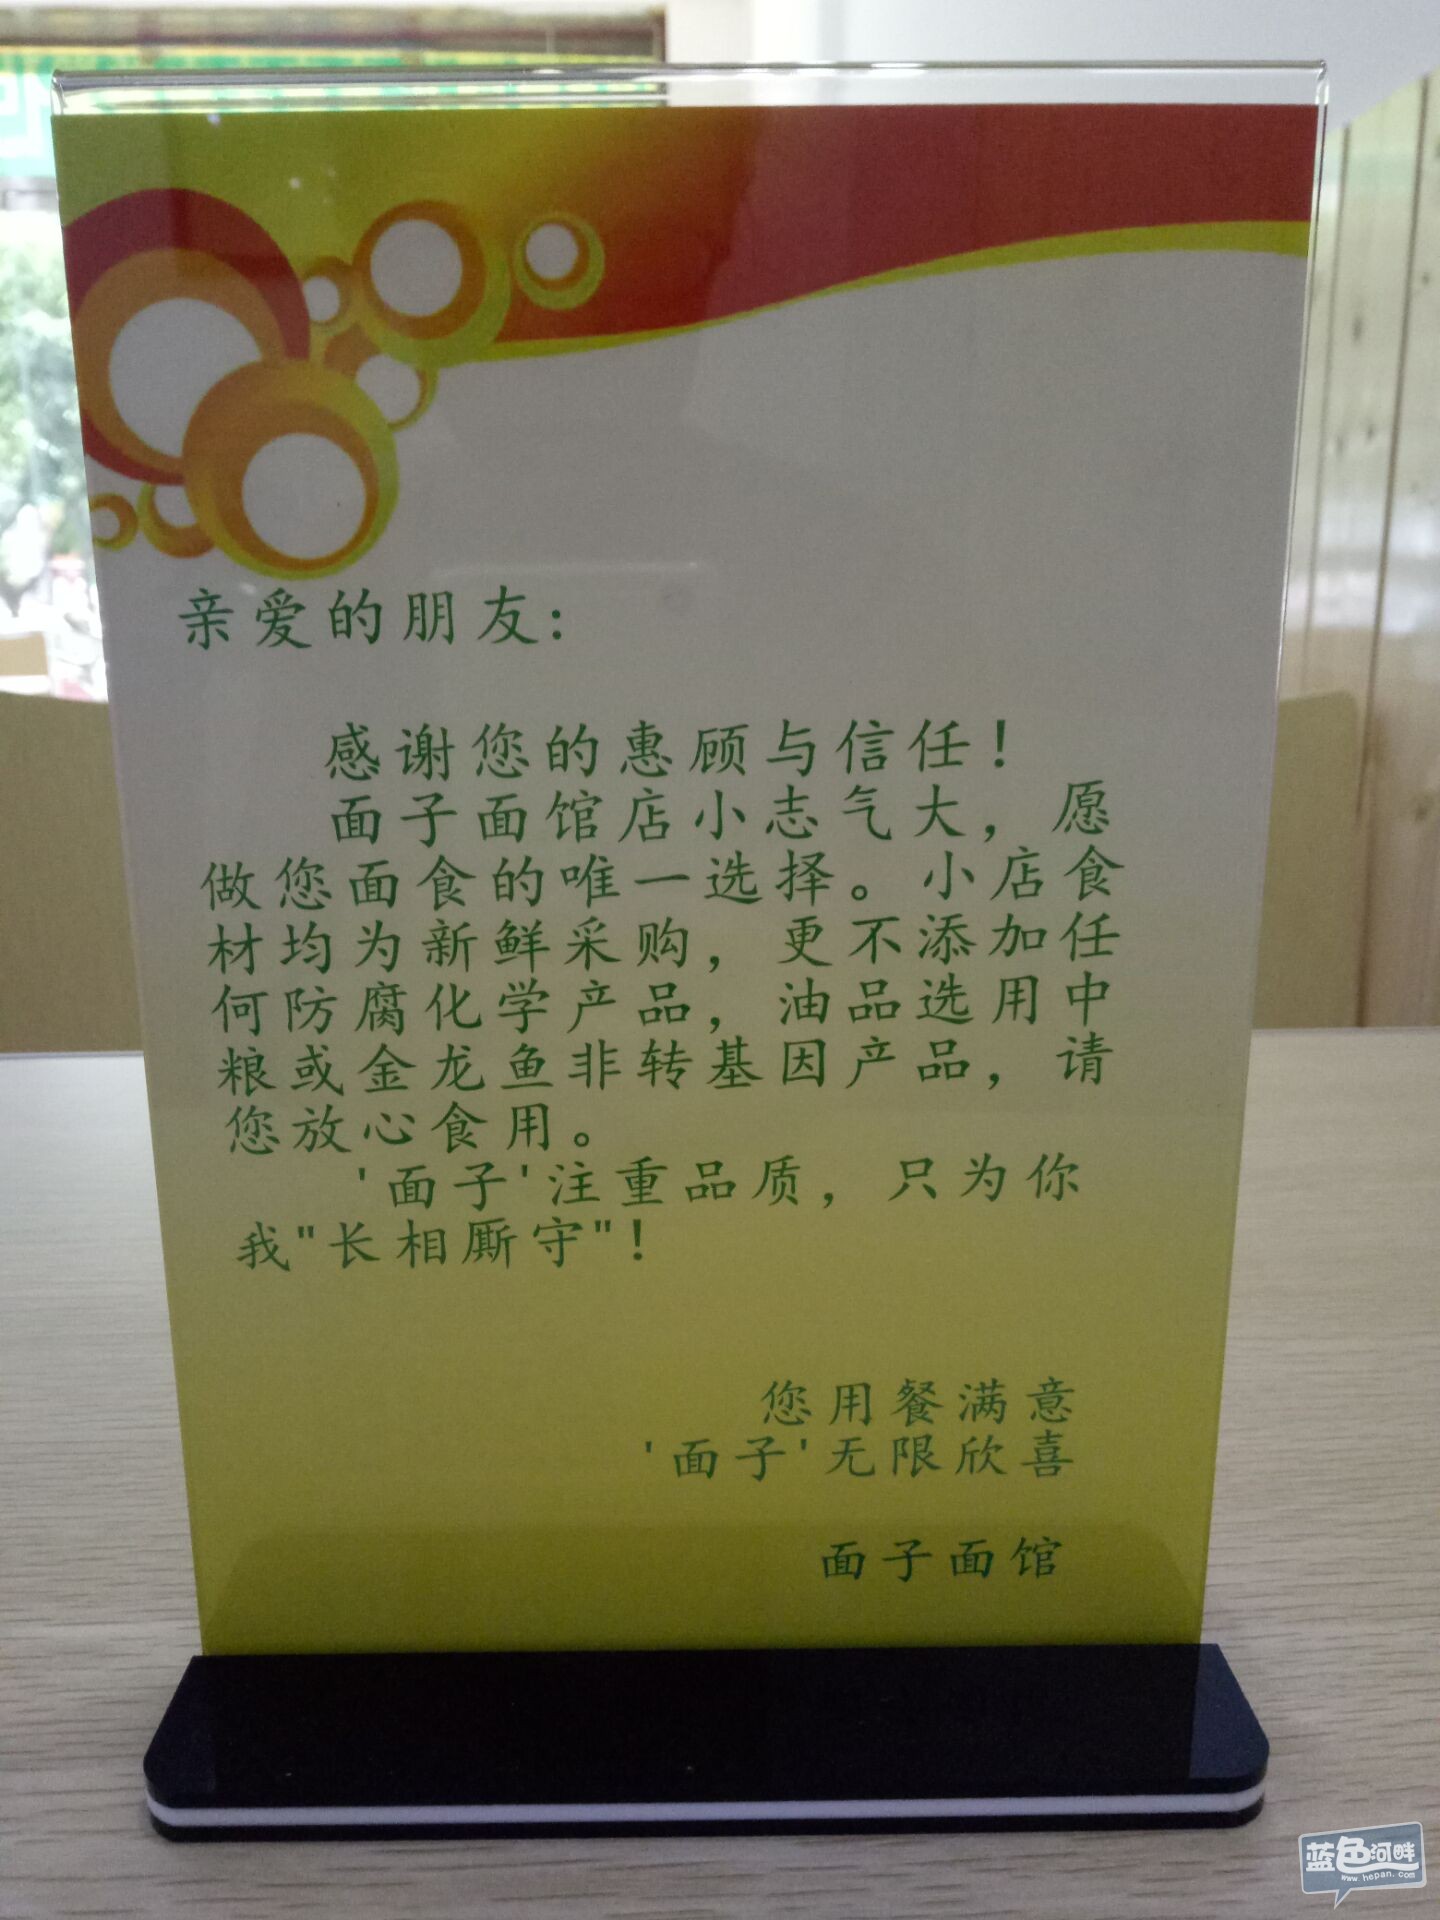 亲爱的朋友:
感谢您的惠顾与信任!
面子面馆店小志气大，愿
做您面食的唯一选择。小店食
材均为新鲜采购，更不添加任
何防腐化学产品，油品选用中
粮或金龙鱼非转基因产品，请
您放心食用。
'面子'注重品质，只为你
我"长相厮守"!
您用餐满意
'面子'无限欣喜
面子面馆
蓝色河畔
www.hepan.com